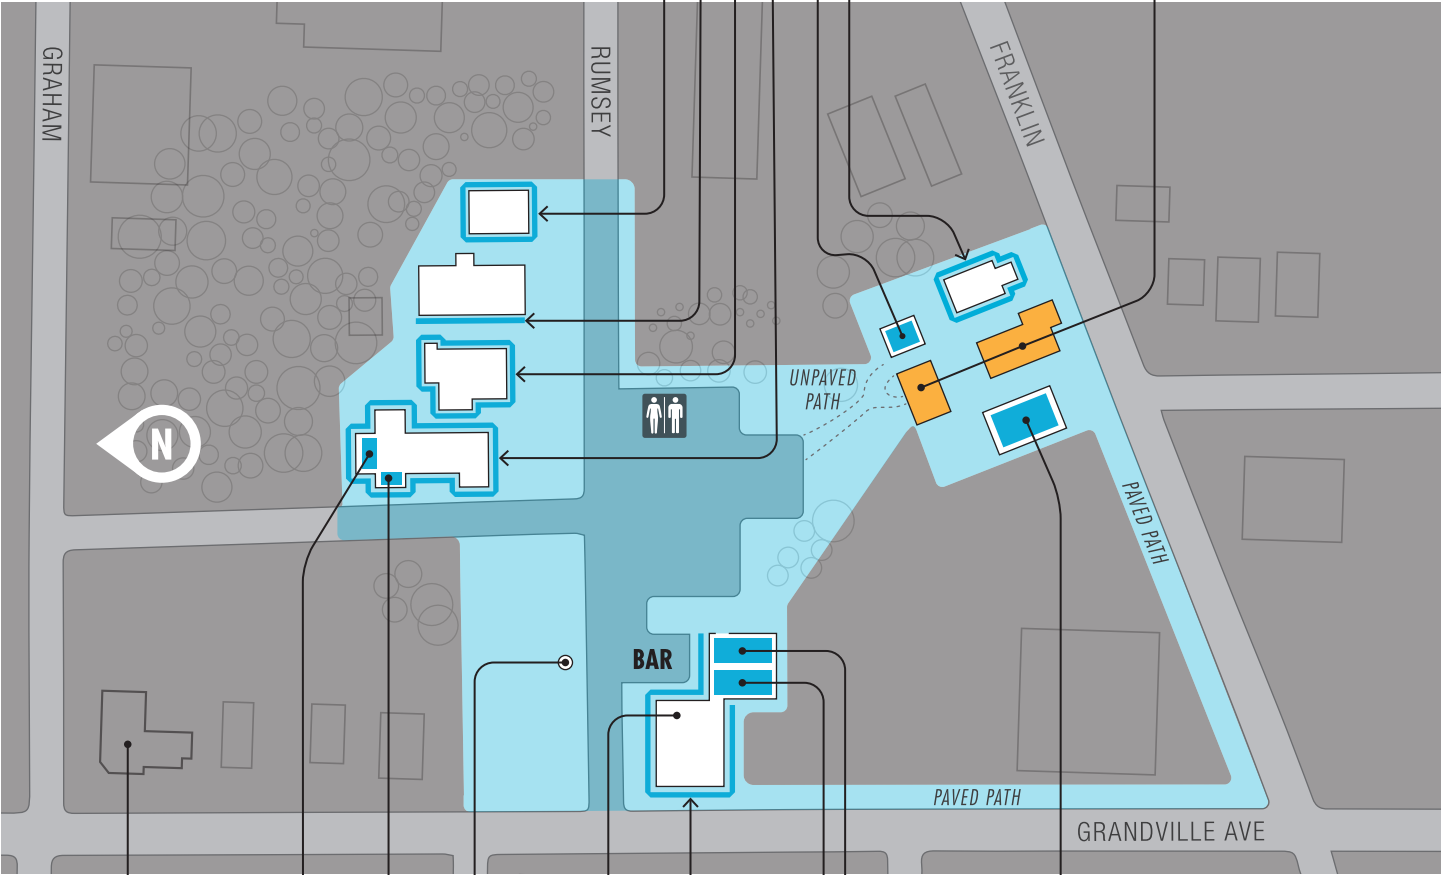 GRAHAM
RUMSEY
FRANKLIN
UNPAVED
PATH
N
PAVED PATH
BAR
PAVED PATH
GRANDVILLE AVE